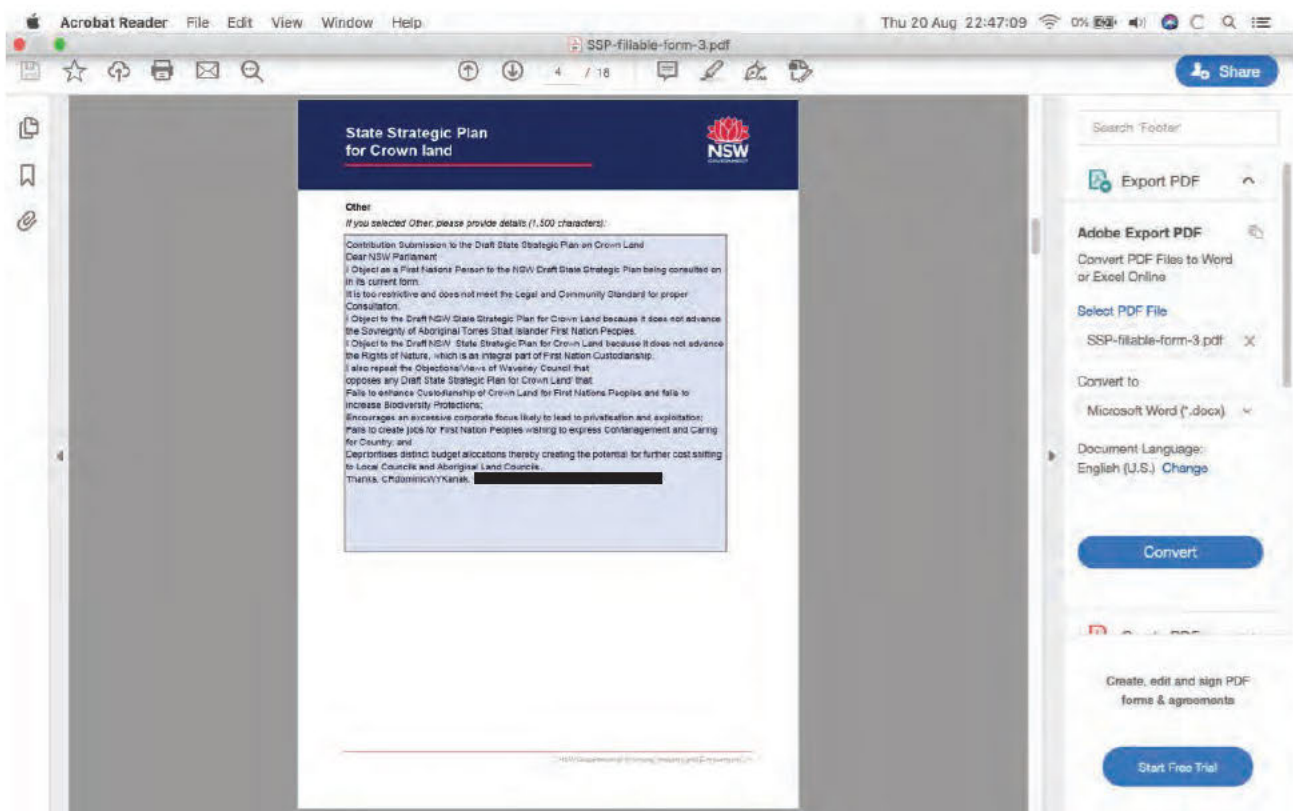 Acrobat Reader File Edit View Window Help Thu 20 Aug 22:47:09 0%
SSP-fillable-form-3.pdf
4 / 18
Share
State Strategic Plan
for Crown land
NSW
GOVERNMENT
Other
If you selected Other, please provide details (1,500 characters):
Contribution Submission to the Draft State Strategic Plan on Crown Land
Dear NSW Parliament
I Object as a First Nations Person to the NSW Draft State Strategic Plan being consulted on
in its current form.
It is too restrictive and does not meet the Legal and Community Standard for proper
Consultation.
I Object to the Draft NSW State Strategic Plan for Crown Land because it does not advance
the Sovreignty of Aboriginal Torres Strait Islander First Nation Peoples.
I Object to the Draft NSW State Strategic Plan for Crown Land because it does not advance
the Rights of Nature, which is an integral part of First Nation Custodianship.
I also repeat the Objections/Views of Waverley Council that
opposes any Draft State Strategic Plan for Crown Land' that
Fails to enhance Custodianship of Crown Land for First Nations Peoples and fails to
increase Biodiversity Protections;
Encourages an excessive corporate focus likely to lead to privatisation and exploitation;
Fails to create jobs for First Nation Peoples wishing to express CoManagement and Caring
for Country; and
Deprioritises distinct budget allocations thereby creating the potential for further cost shifting
to Local Councils and Aboriginal Land Councils.
Thanks, CRdominicWYKanak,
Search 'Footer'
Export PDF
Adobe Export PDF
Convert PDF Files to Word
or Excel Online
Select PDF File
SSP-fillable-form-3.pdf X
Convert to
Microsoft Word (*.docx)
Document Language:
English (U.S.) Change
Convert
Create, edit and sign PDF
forms & agreements
Start Free Trial